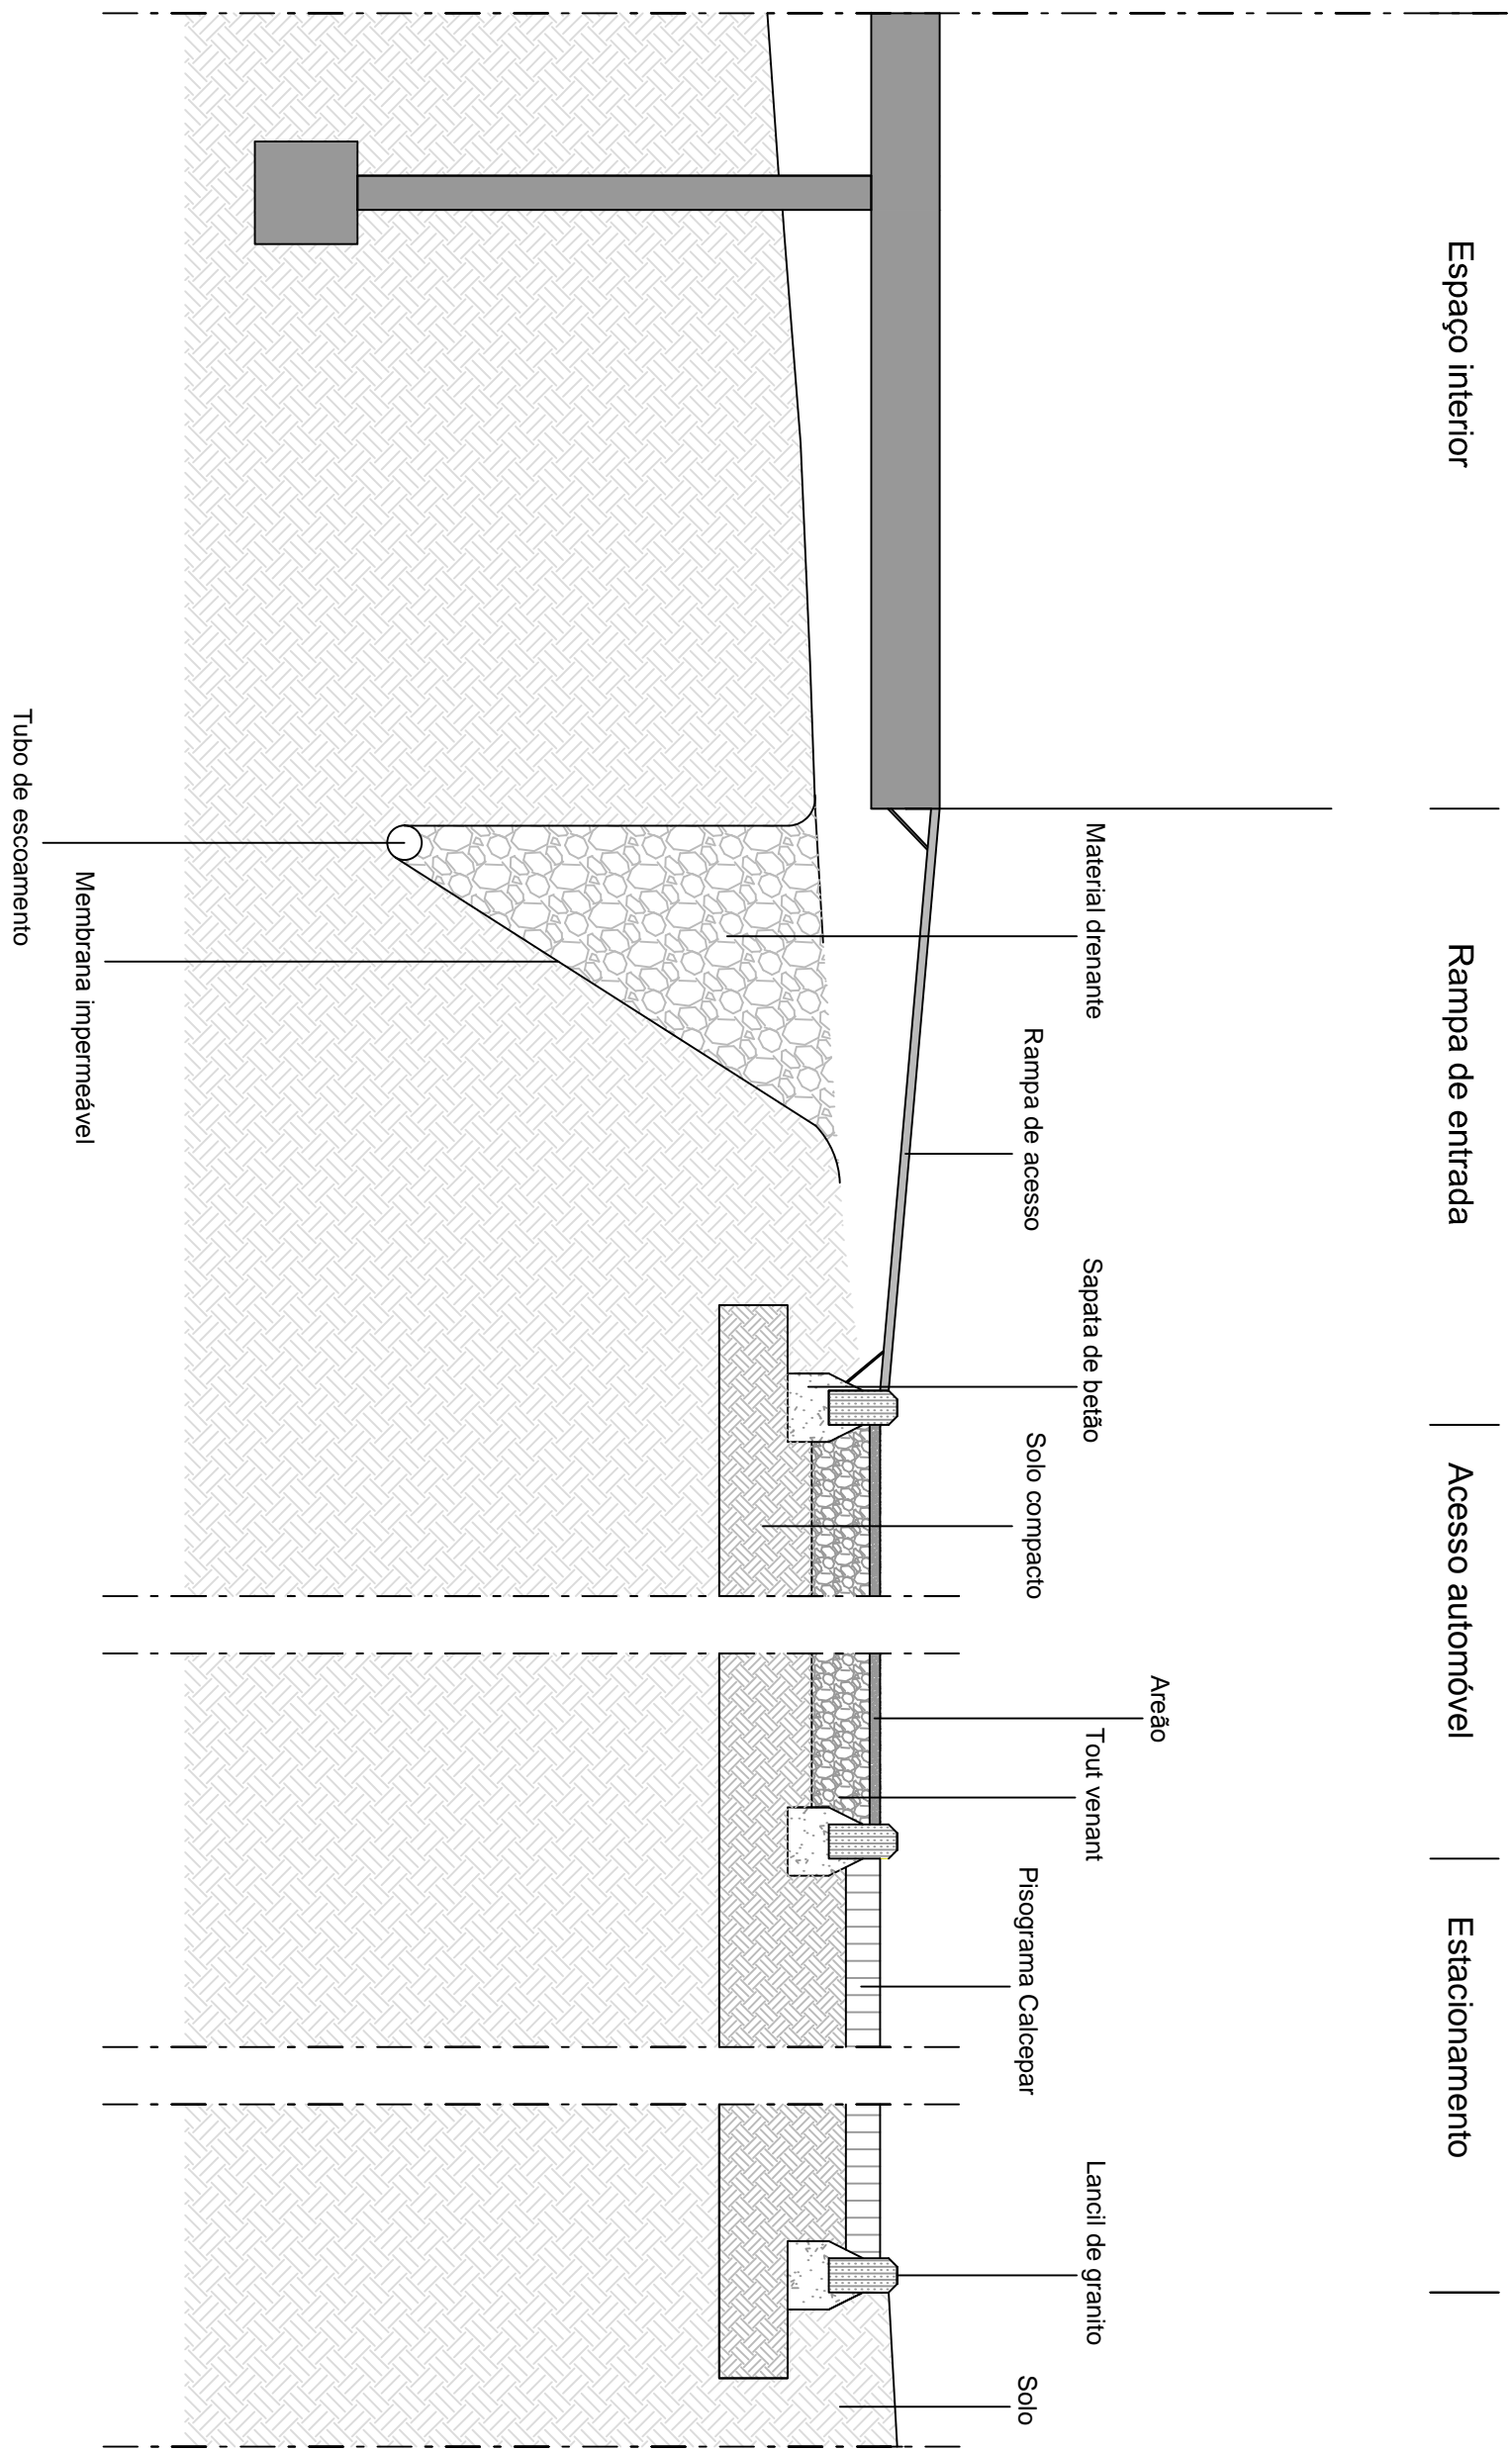 Espaço interior
Rampa de entrada
Acesso automóvel
Estacionamento
Areão
Material drenante
Sapata de betão
Tout venant
Lancil de granito
Rampa de acesso
Solo compacto
Pisograma Calcepar
Solo
Membrana impermeável
Tubo de escoamento